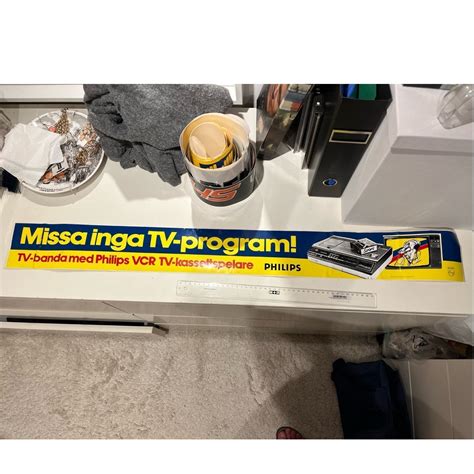 Missa inga TV-program!
TV-banda med Philips VCR TV-kassettspelare
PHILIPS